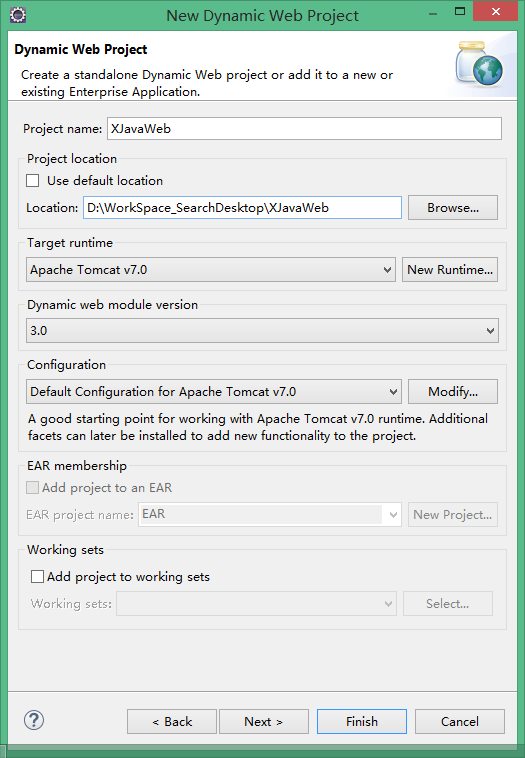 New Dynamic Web Project
Dynamic Web Project
Create a standalone Dynamic Web project or add it to a new or
existing Enterprise Application.
Project name: XJavaWeb
Project location
Use default location
Location: D:\WorkSpace_SearchDesktop\XJavaWeb Browse...
Target runtime
Apache Tomcat v7.0 New Runtime...
Dynamic web module version
3.0
Configuration
Default Configuration for Apache Tomcat v7.0 Modify...
A good starting point for working with Apache Tomcat v7.0 runtime. Additional
facets can later be installed to add new functionality to the project.
EAR membership
Add project to an EAR
EAR project name: EAR New Project...
Working sets
Add project to working sets
Working sets: Select...
? < Back Next > Finish Cancel